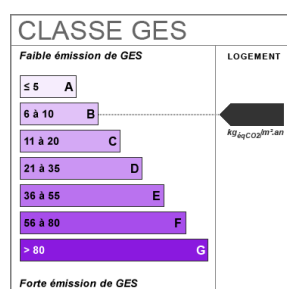 CLASSE GES
Faible émission de GES
LOGEMENT
≤ 5 A
6 à 10 B
kgéqCO2/m².an
11 à 20 C
21 à 35 D
36 à 55 E
56 à 80 F
> 80 G
Forte émission de GES